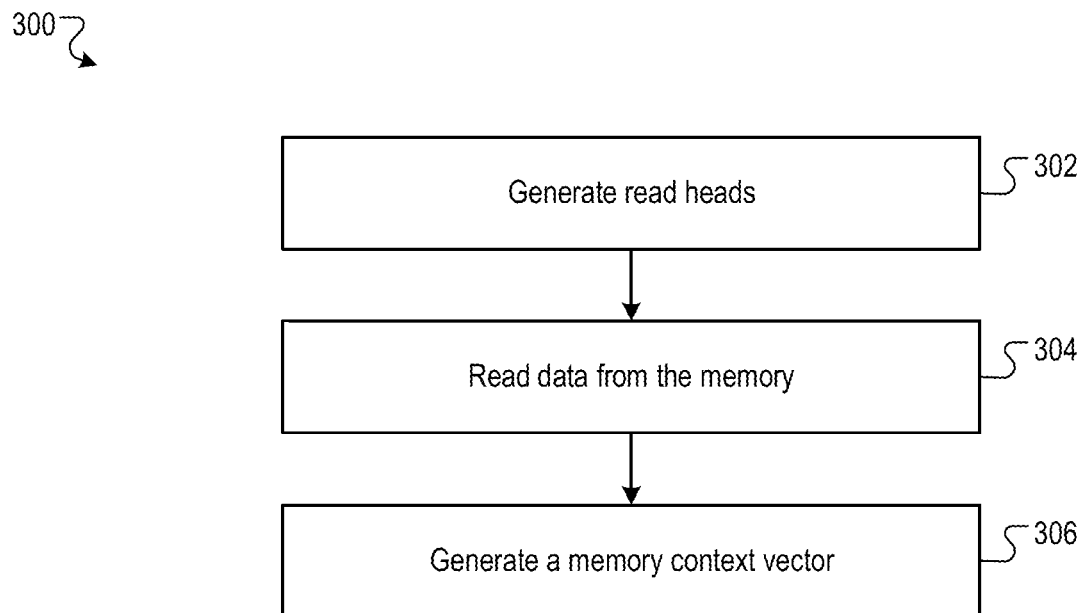 300
Generate read heads
302
Read data from the memory
304
Generate a memory context vector
306